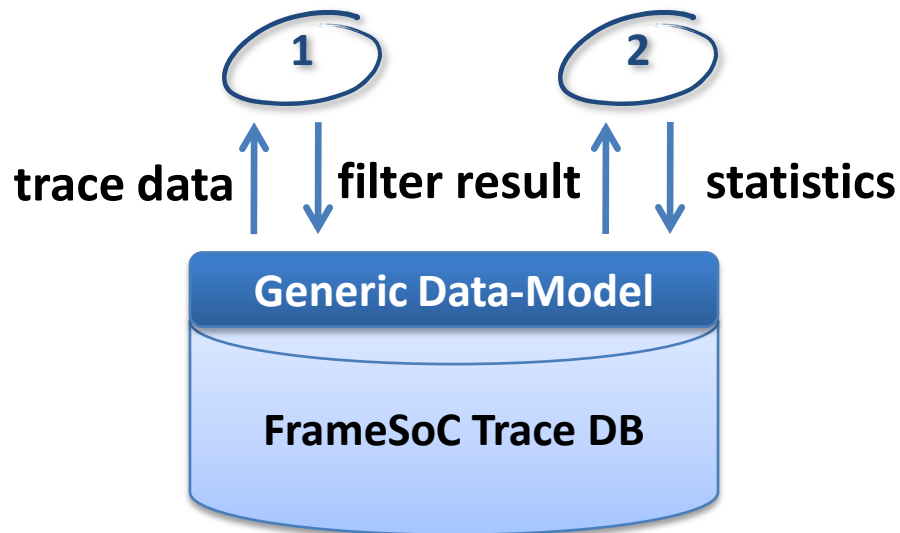 1
2
trace data
filter result
statistics
Generic Data-Model
FrameSoC Trace DB